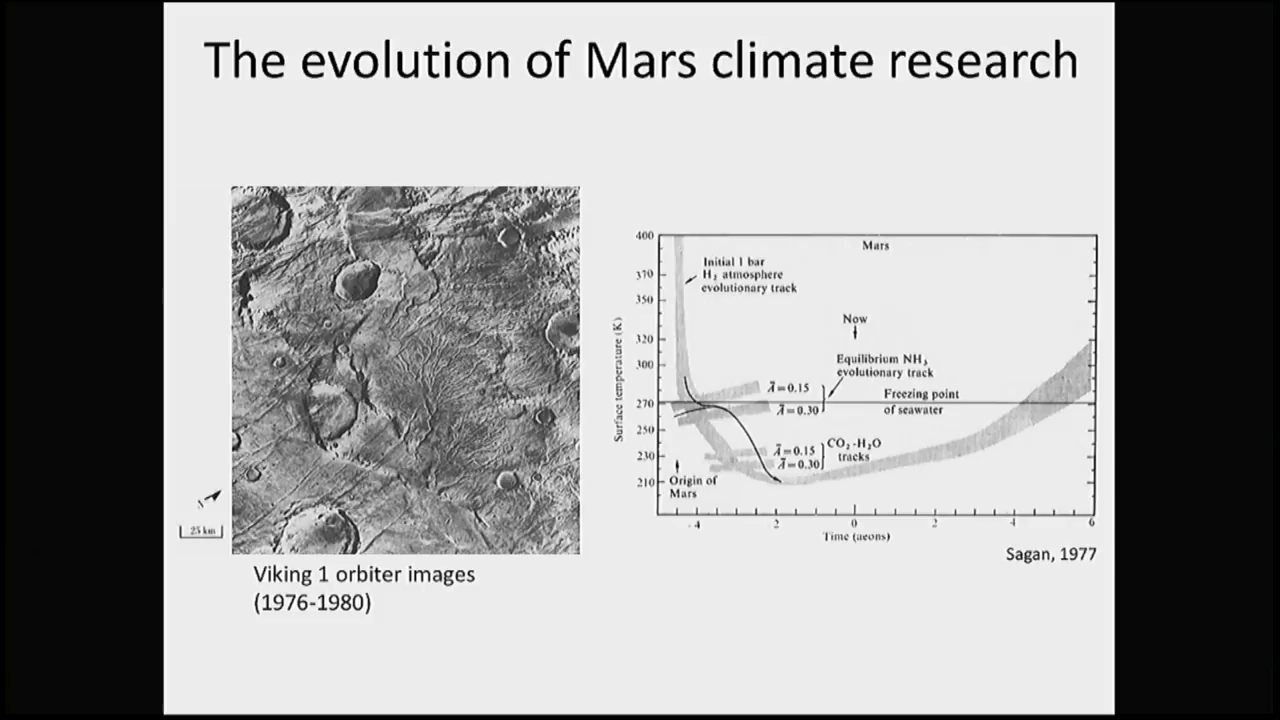 The evolution of Mars climate research
N
25 km
Viking 1 orbiter images
(1976-1980)
400
370
350
320
300
270
250
230
210
Surface temperature (K)
Mars
Initial 1 bar
H₂ atmosphere
evolutionary track
Now
Equilibrium NH₃
evolutionary track
Ā=0.15
Ā=0.30
Freezing point
of seawater
Ā=0.15
Ā=0.30
CO₂-H₂O
tracks
Origin of
Mars
-4
2
0
2
4
6
Time (aeons)
Sagan, 1977